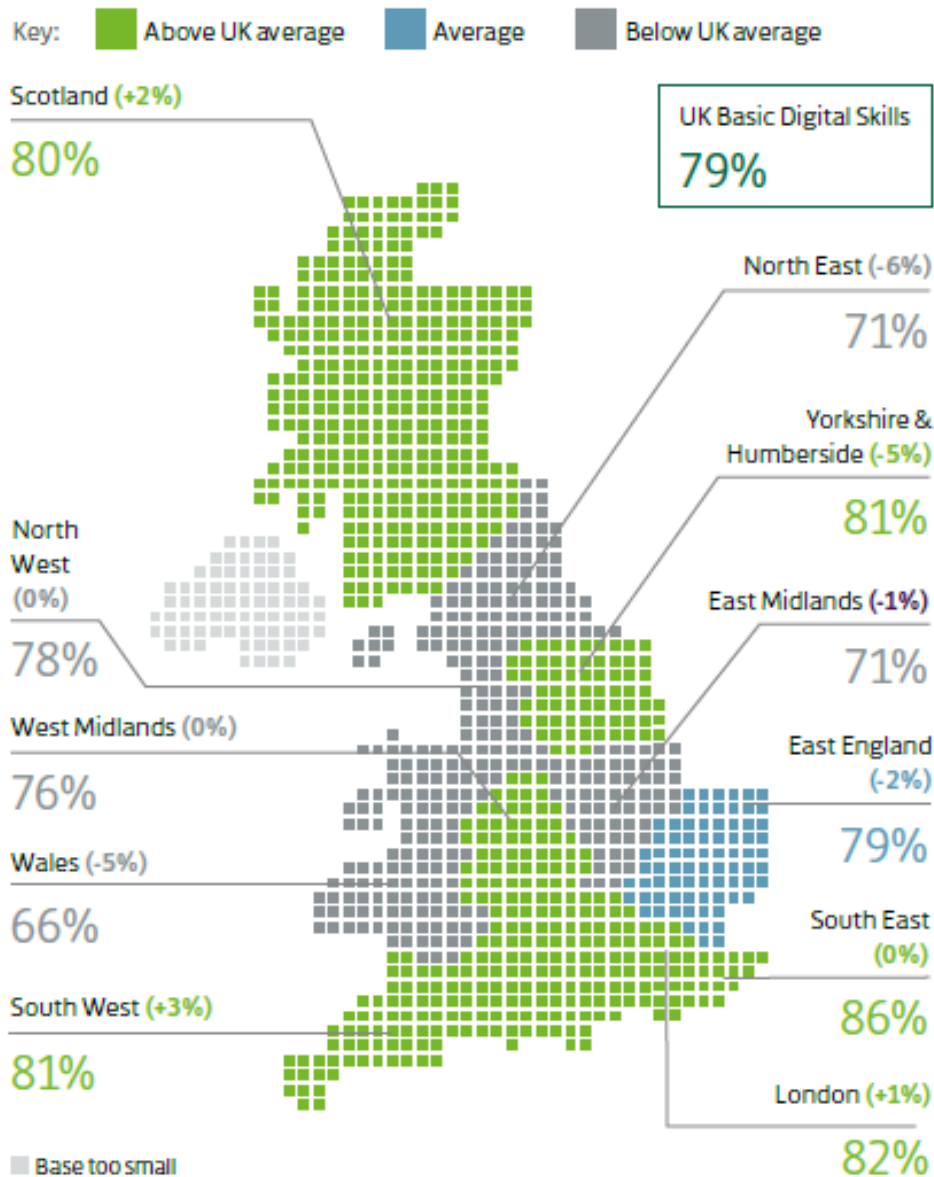 Key: Above UK average Average Below UK average
Scotland (+2%)
80%
UK Basic Digital Skills
79%
North East (-6%)
71%
Yorkshire &
Humberside (-5%)
81%
North
West
(0%)
78%
East Midlands (-1%)
71%
West Midlands (0%)
76%
East England
(-2%)
79%
Wales (-5%)
66%
South East
(0%)
86%
South West (+3%)
81%
London (+1%)
82%
Base too small